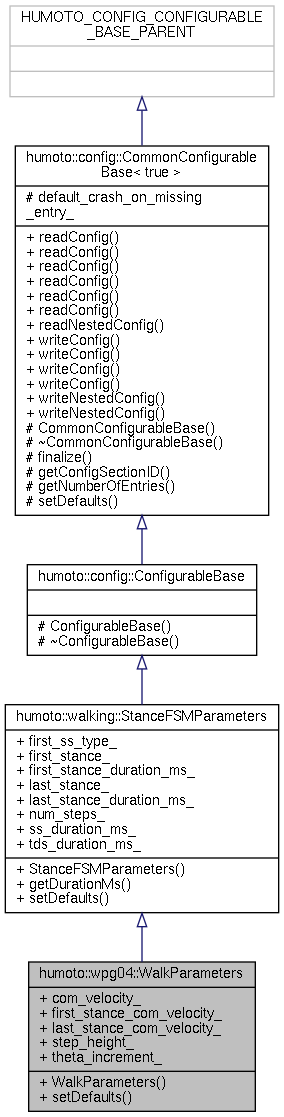 HUMOTO_CONFIG_CONFIGURABLE
_BASE_PARENT
humoto::config::CommonConfigurable
Base< true >
# default_crash_on_missing
_entry_
+ readConfig()
+ readConfig()
+ readConfig()
+ readConfig()
+ readConfig()
+ readConfig()
+ readNestedConfig()
+ writeConfig()
+ writeConfig()
+ writeConfig()
+ writeConfig()
+ writeNestedConfig()
+ writeNestedConfig()
# CommonConfigurableBase()
# ~CommonConfigurableBase()
# finalize()
# getConfigSectionID()
# getNumberOfEntries()
# setDefaults()
humoto::config::ConfigurableBase
# ConfigurableBase()
# ~ConfigurableBase()
humoto::walking::StanceFSMParameters
+ first_ss_type_
+ first_stance_
+ first_stance_duration_ms_
+ last_stance_
+ last_stance_duration_ms_
+ num_steps_
+ ss_duration_ms_
+ tds_duration_ms_
+ StanceFSMParameters()
+ getDurationMs()
+ setDefaults()
humoto::wpg04::WalkParameters
+ com_velocity_
+ first_stance_com_velocity_
+ last_stance_com_velocity_
+ step_height_
+ theta_increment_
+ WalkParameters()
+ setDefaults()